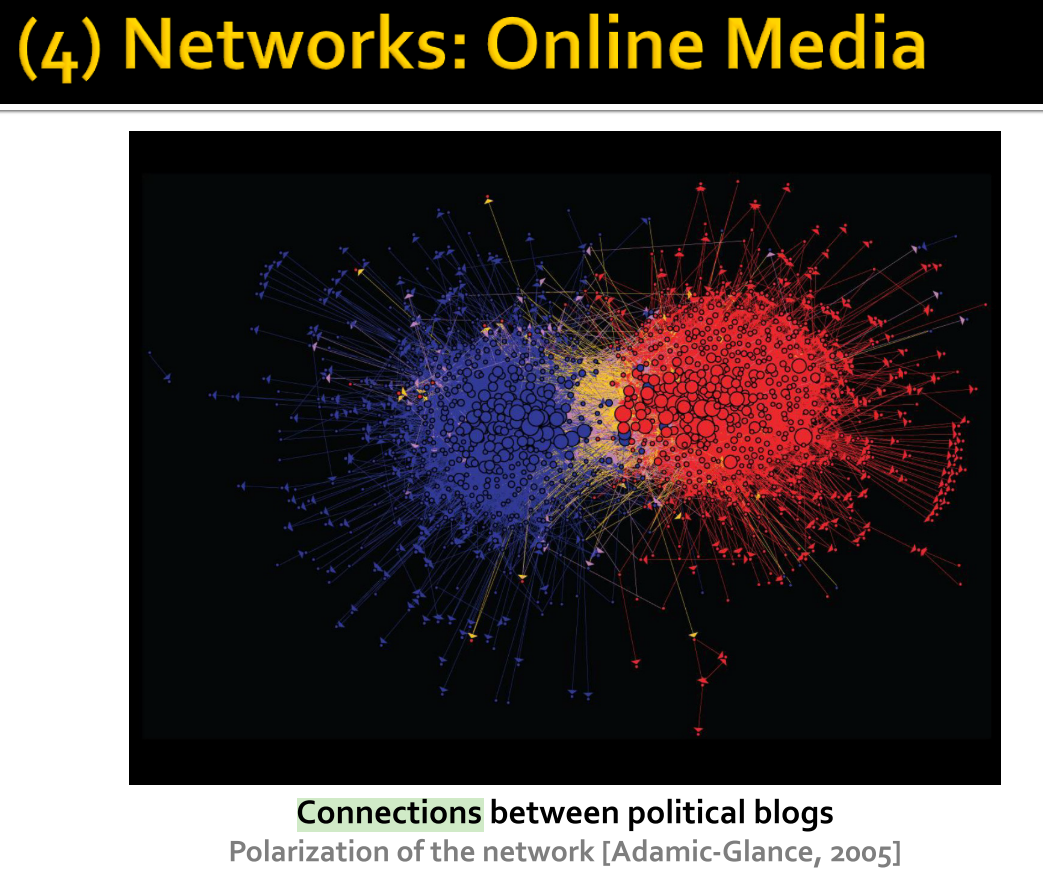 (4) Networks: Online Media
Connections between political blogs
Polarization of the network [Adamic-Glance, 2005]